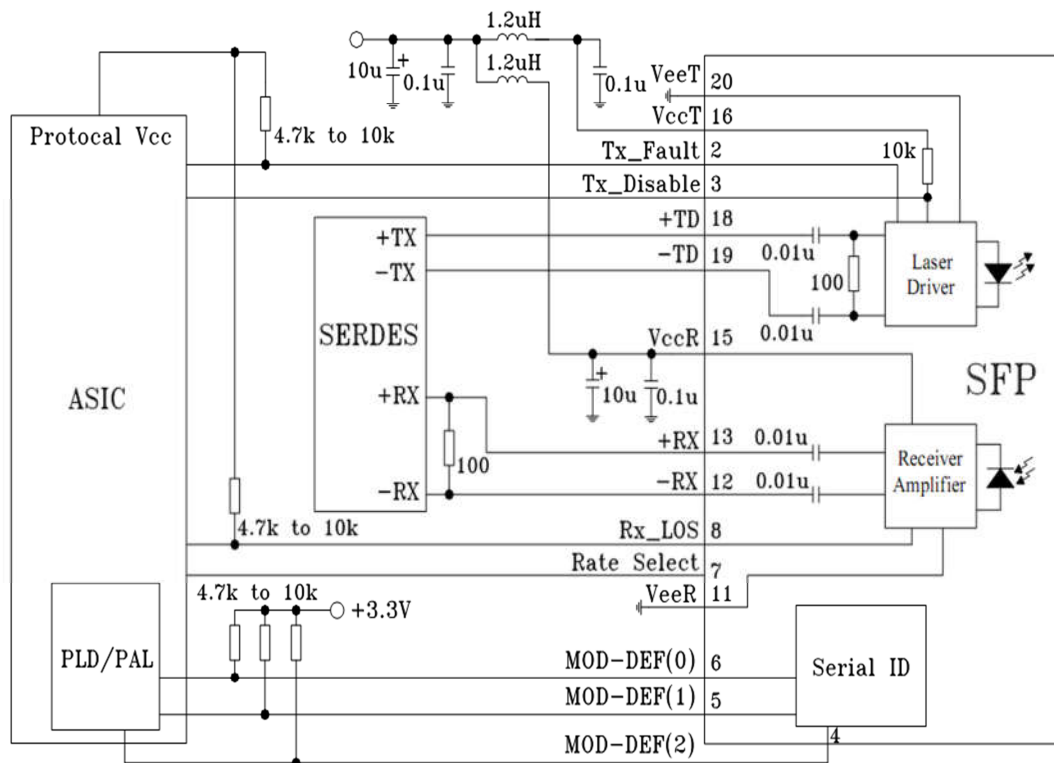 1.2uH
1.2uH
10u
+
0.1u
0.1u
VeeT 20
VccT 16
Protocal Vcc
4.7k to 10k
Tx_Fault 2
10k
Tx_Disable 3
+TD 18
-TD 19
+TX
-TX
0.01u
100
0.01u
Laser
Driver
SERDES
VccR 15
SFP
ASIC
+
10u
0.1u
+RX
+RX 13
0.01u
100
-RX
-RX 12
0.01u
Receiver
Amplifier
4.7k to 10k
Rx_LOS 8
Rate Select 7
4.7k to 10k
+3.3V
VeeR 11
PLD/PAL
MOD-DEF(0) 6
Serial ID
MOD-DEF(1) 5
MOD-DEF(2) 4